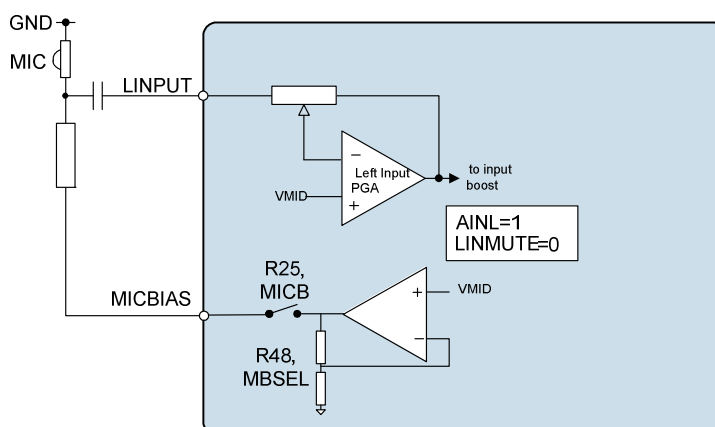 GND
MIC
LINPUT
Left Input
PGA
VMID
to input
boost
AINL=1
LINMUTE=0
R25,
MICB
MICBIAS
VMID
R48,
MBSEL